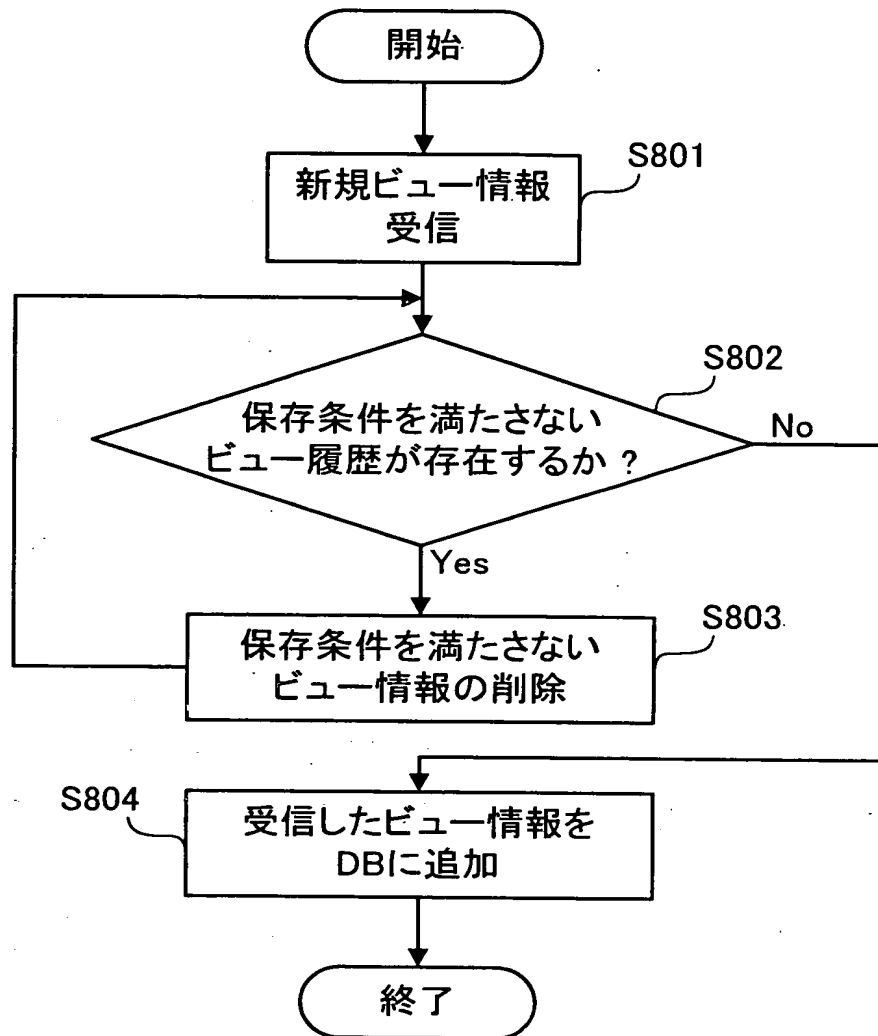 開始
S801
新規ビュー情報
受信
S802
保存条件を満たさない
ビュー履歴が存在するか?
No
Yes
S803
保存条件を満たさない
ビュー情報の削除
S804
受信したビュー情報を
DBに追加
終了